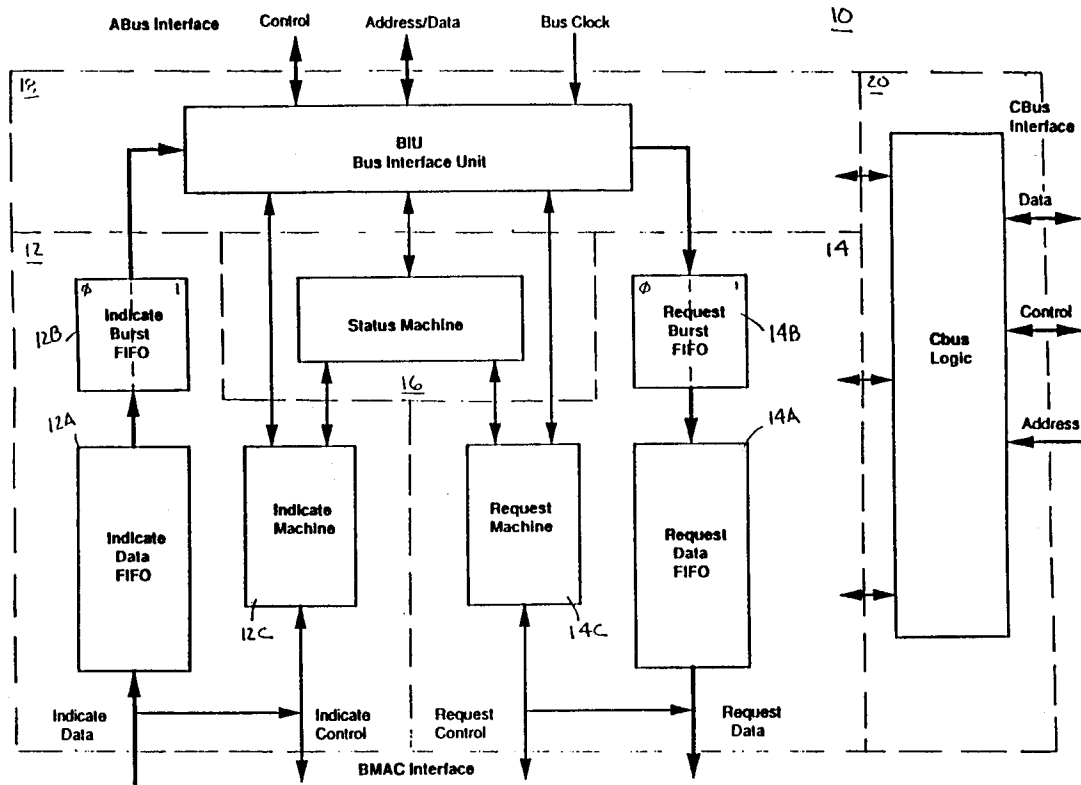 ABus Interface
Control
Address/Data
Bus Clock
10
18
20
BIU
Bus Interface Unit
CBus
Interface
Data
Control
Address
Cbus
Logic
12
14
Ø 1
Indicate
Burst
FIFO
12B
Status Machine
16
Ø 1
Request
Burst
FIFO
14B
12A
Indicate
Data
FIFO
Indicate
Machine
12C
Request
Machine
14C
14A
Request
Data
FIFO
Indicate
Data
Indicate
Control
Request
Control
Request
Data
BMAC Interface